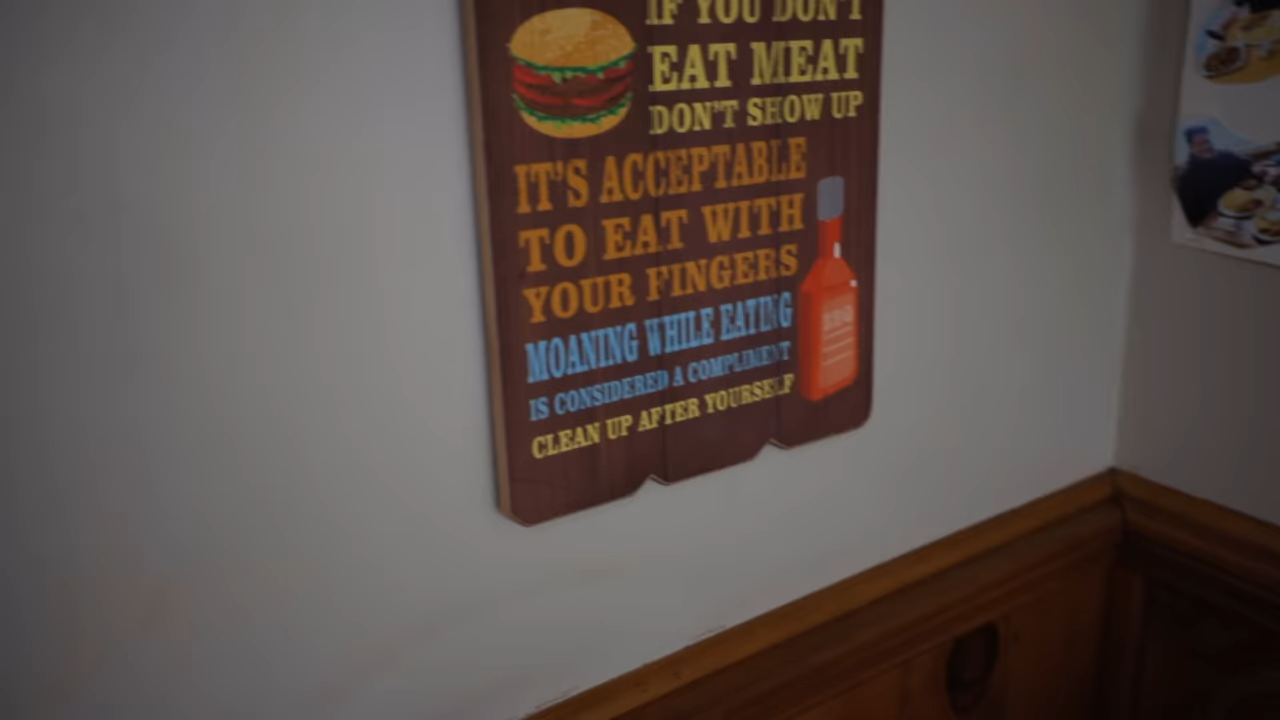 IF YOU DON'T
EAT MEAT
DON'T SHOW UP
IT'S ACCEPTABLE
TO EAT WITH
YOUR FINGERS
BBQ
MOANING WHILE EATING
IS CONSIDERED A COMPLIMENT
CLEAN UP AFTER YOURSELF